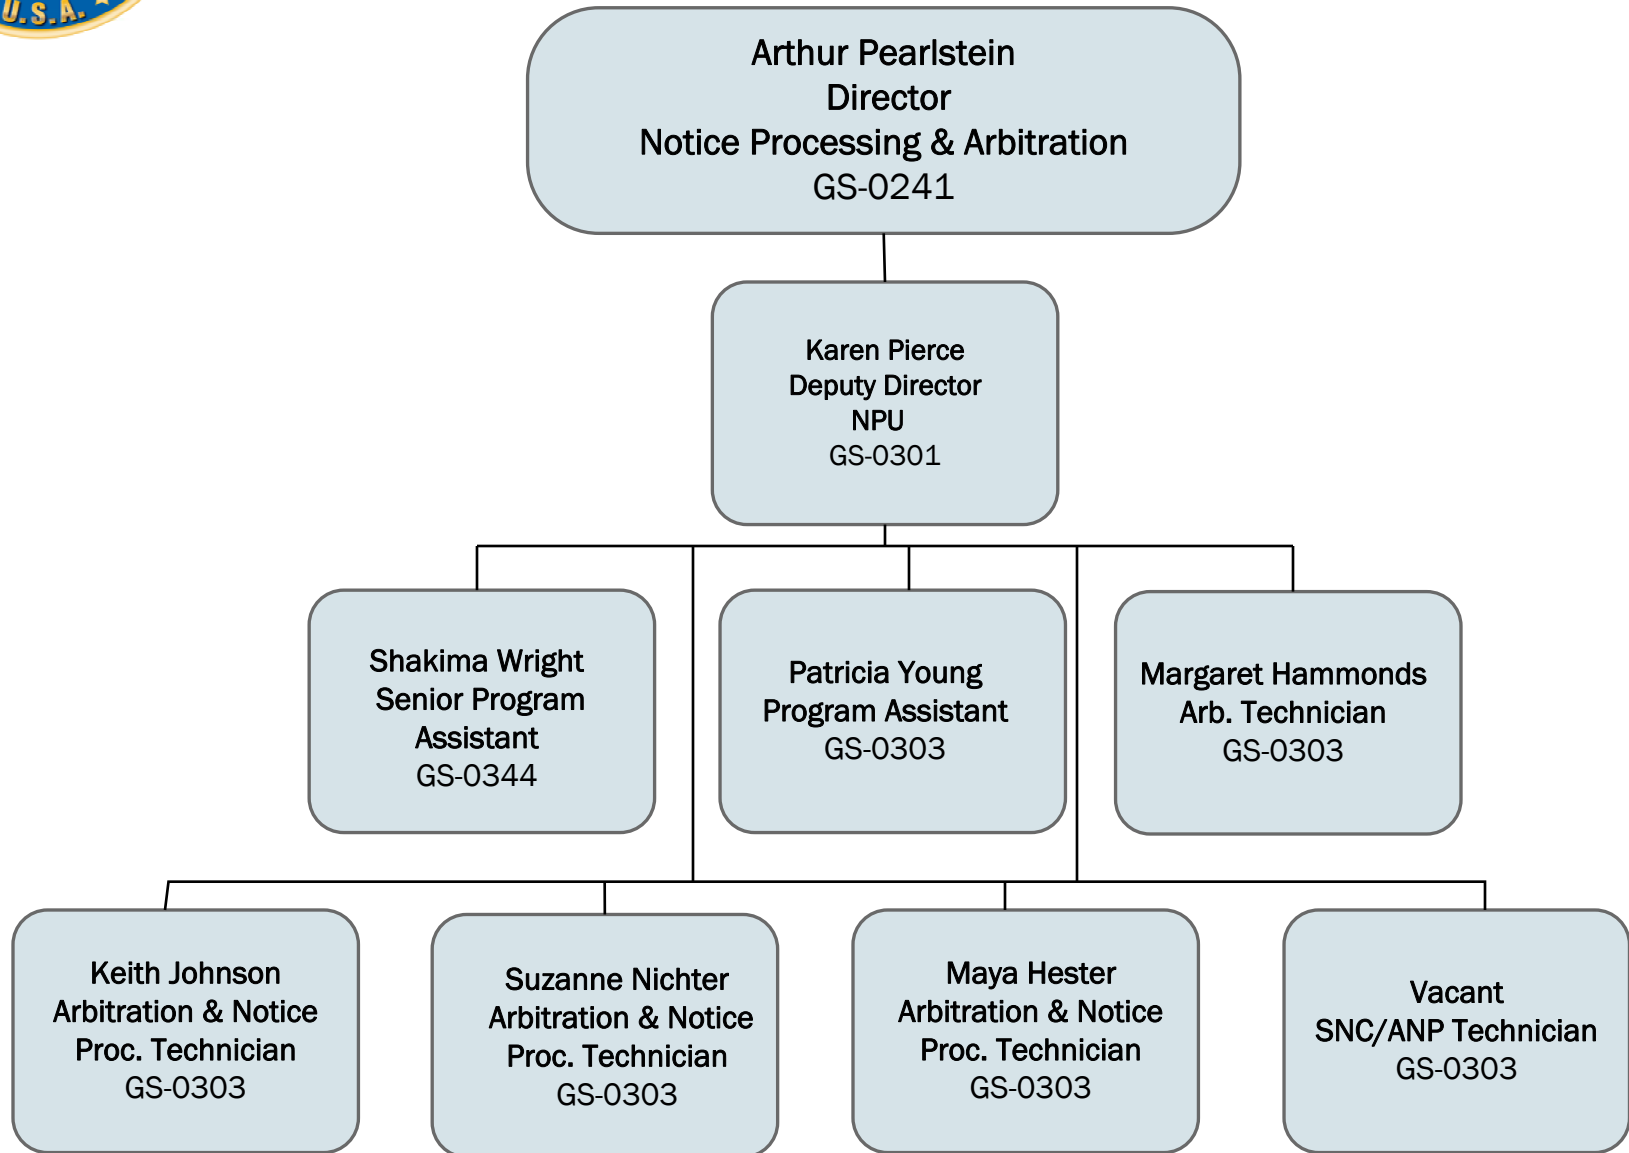 U.S.A.
Arthur Pearlstein
Director
Notice Processing & Arbitration
GS-0241
Karen Pierce
Deputy Director
NPU
GS-0301
Shakima Wright
Senior Program
Assistant
GS-0344
Patricia Young
Program Assistant
GS-0303
Margaret Hammonds
Arb. Technician
GS-0303
Keith Johnson
Arbitration & Notice
Proc. Technician
GS-0303
Suzanne Nichter
Arbitration & Notice
Proc. Technician
GS-0303
Maya Hester
Arbitration & Notice
Proc. Technician
GS-0303
Vacant
SNC/ANP Technician
GS-0303